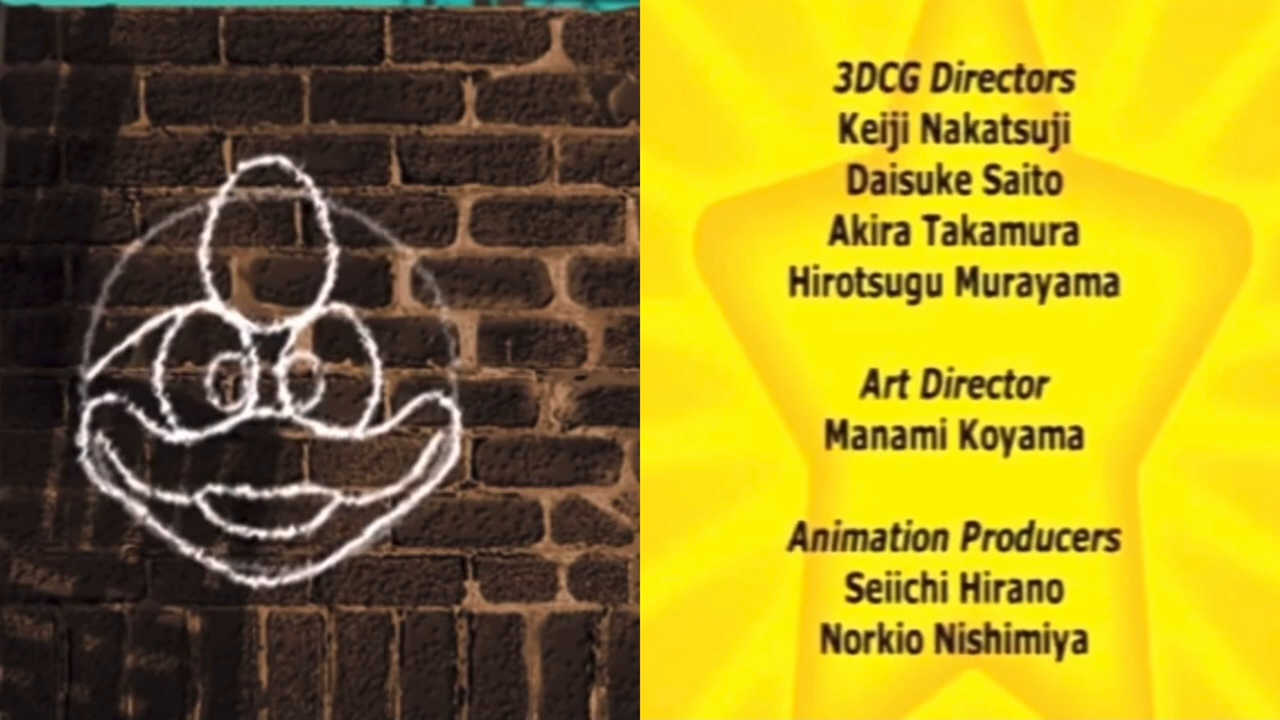 3DCG Directors
Keiji Nakatsuji
Daisuke Saito
Akira Takamura
Hirotsugu Murayama
Art Director
Manami Koyama
Animation Producers
Seiichi Hirano
Norkio Nishimiya